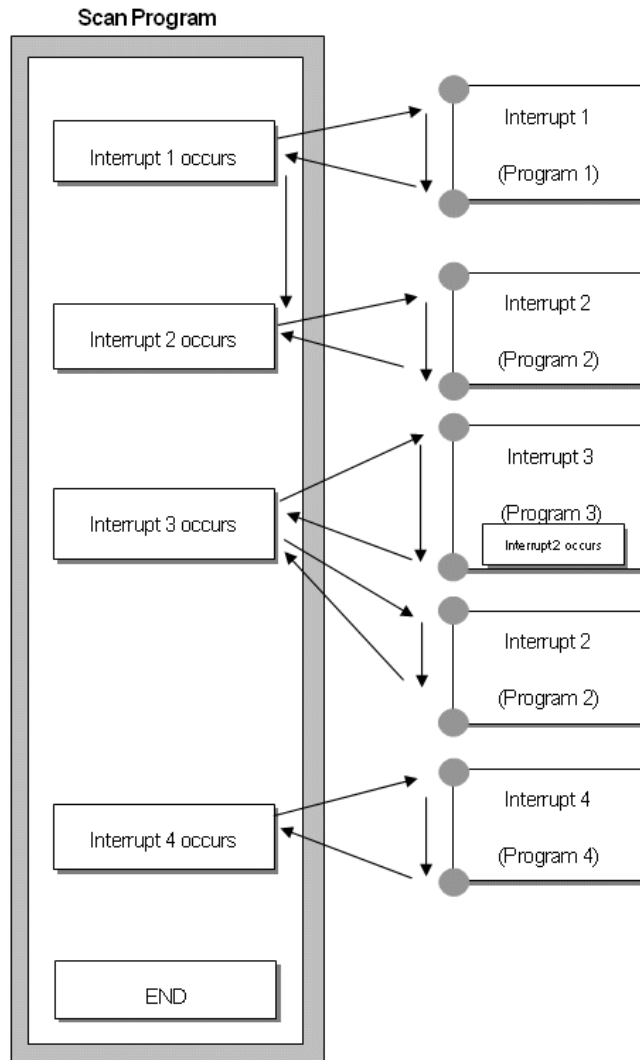 Scan Program
Interrupt 1 occurs
Interrupt 1
(Program 1)
Interrupt 2 occurs
Interrupt 2
(Program 2)
Interrupt 3 occurs
Interrupt 3
(Program 3)
Interrupt2 occurs
Interrupt 2
(Program 2)
Interrupt 4 occurs
Interrupt 4
(Program 4)
END